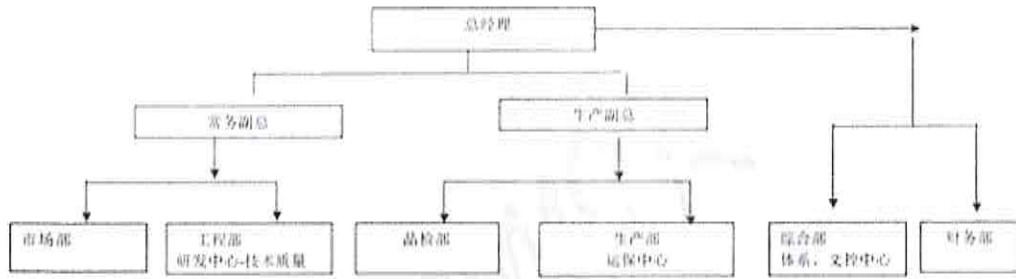 总经理
常务副总
生产副总
市场部
工程部
研发中心-技术质量
品检部
生产部
运保中心
综合部
体系，文控中心
财务部